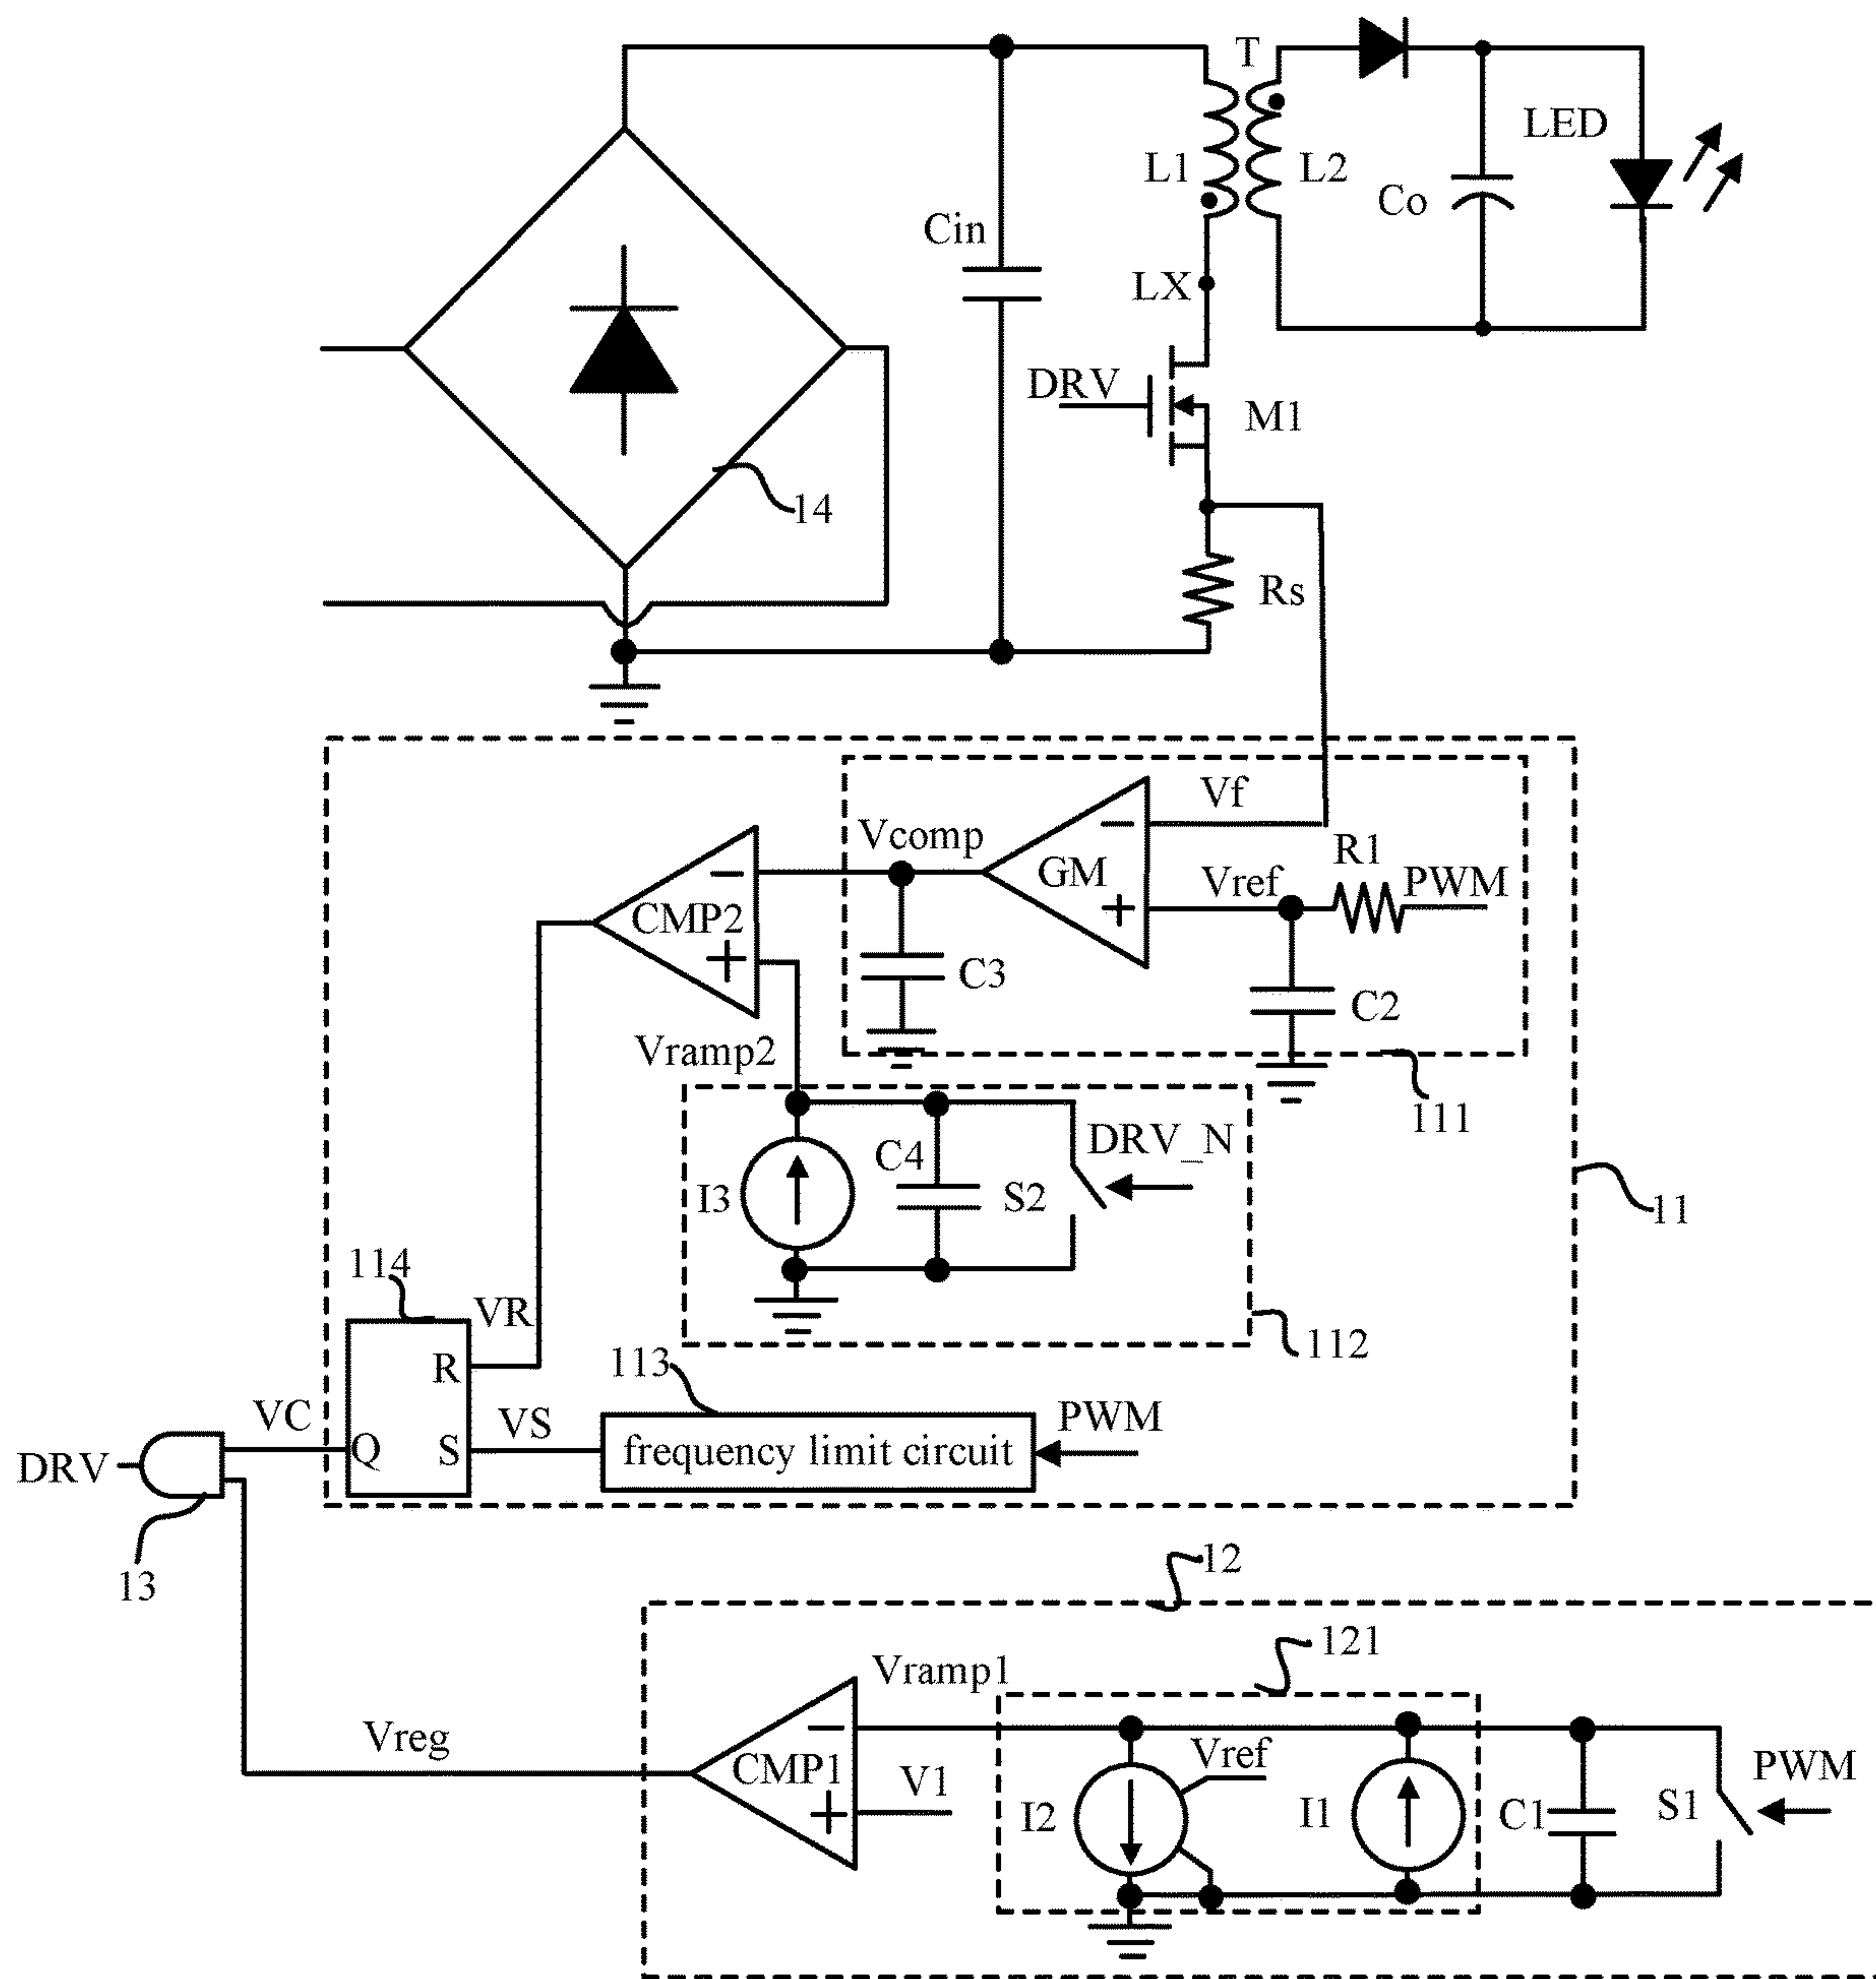 T
LED
L1
L2
Co
Cin
LX
DRV
M1
14
Rs
Vf
Vcomp
R1
GM
Vref
PWM
CMP2
C3
C2
Vramp2
111
DRV_N
C4
I3
S2
11
114
VR
112
R
113
PWM
VC
VS
Q
S
frequency limit circuit
DRV
13
12
121
Vramp1
Vreg
Vref
CMP1
V1
PWM
I2
I1
C1
S1